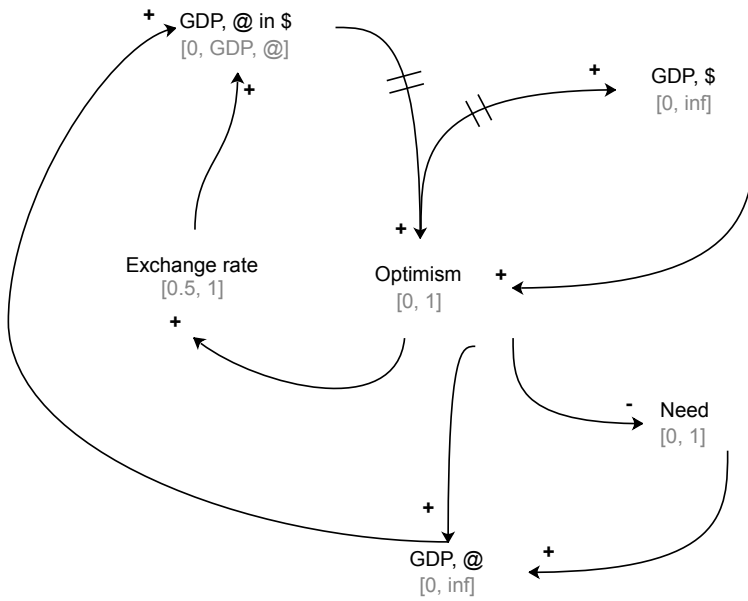 +
GDP, @ in $
[0, GDP, @]
+
+
GDP, $
[0, inf]
+
Exchange rate
[0.5, 1]
+
Optimism
[0, 1]
+
-
Need
[0, 1]
+
GDP, @
[0, inf]
+